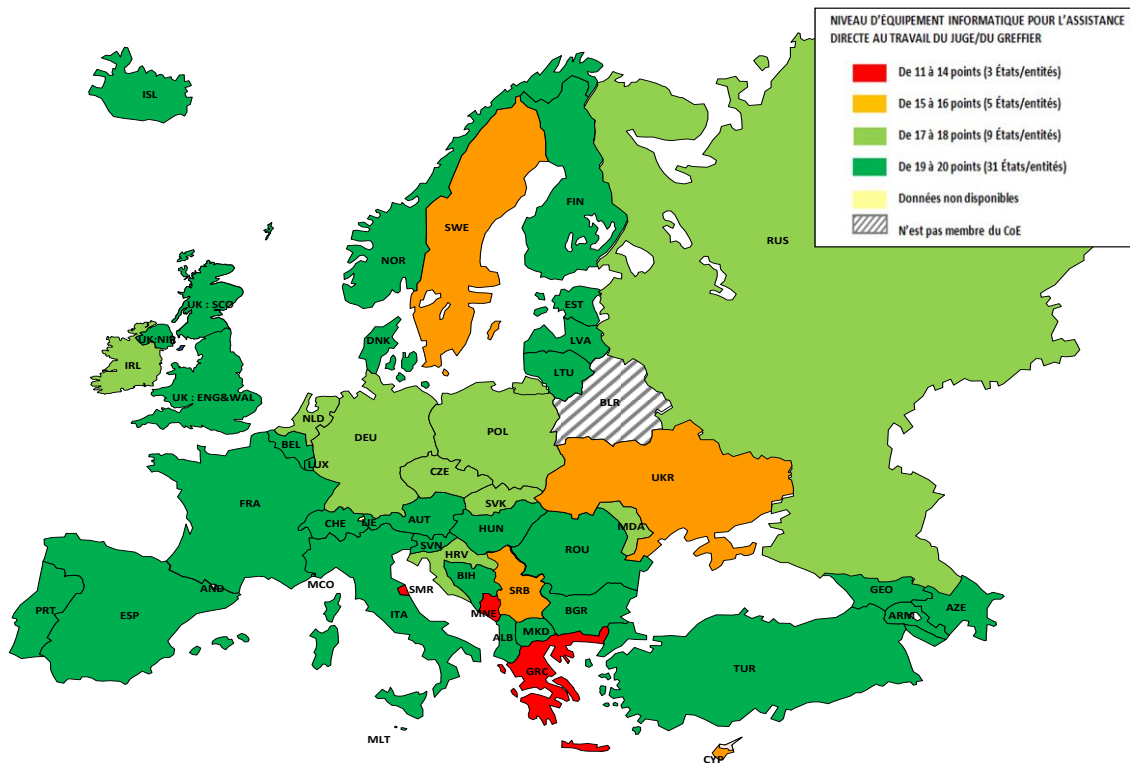 NIVEAU D'ÉQUIPEMENT INFORMATIQUE POUR L'ASSISTANCE
DIRECTE AU TRAVAIL DU JUGE/DU GREFFIER
De 11 à 14 points (3 États/entités)
De 15 à 16 points (5 États/entités)
De 17 à 18 points (9 États/entités)
De 19 à 20 points (31 États/entités)
Données non disponibles
N'est pas membre du CoE
ISL
SWE
FIN
RUS
NOR
UK : SCO
EST
UK:NIR
DNK
LVA
IRL
LTU
UK : ENG&WAL
BLR
NLD
DEU
POL
BEL
LUX
CZE
UKR
FRA
SVK
CHE
LIE
AUT
HUN
MDA
SVN
ROU
HRV
BIH
MCO
AND
SMR
SRB
GEO
PRT
ESP
ITA
MNE
BGR
ARM
AZE
ALB
MKD
GRC
TUR
MLT
CYP